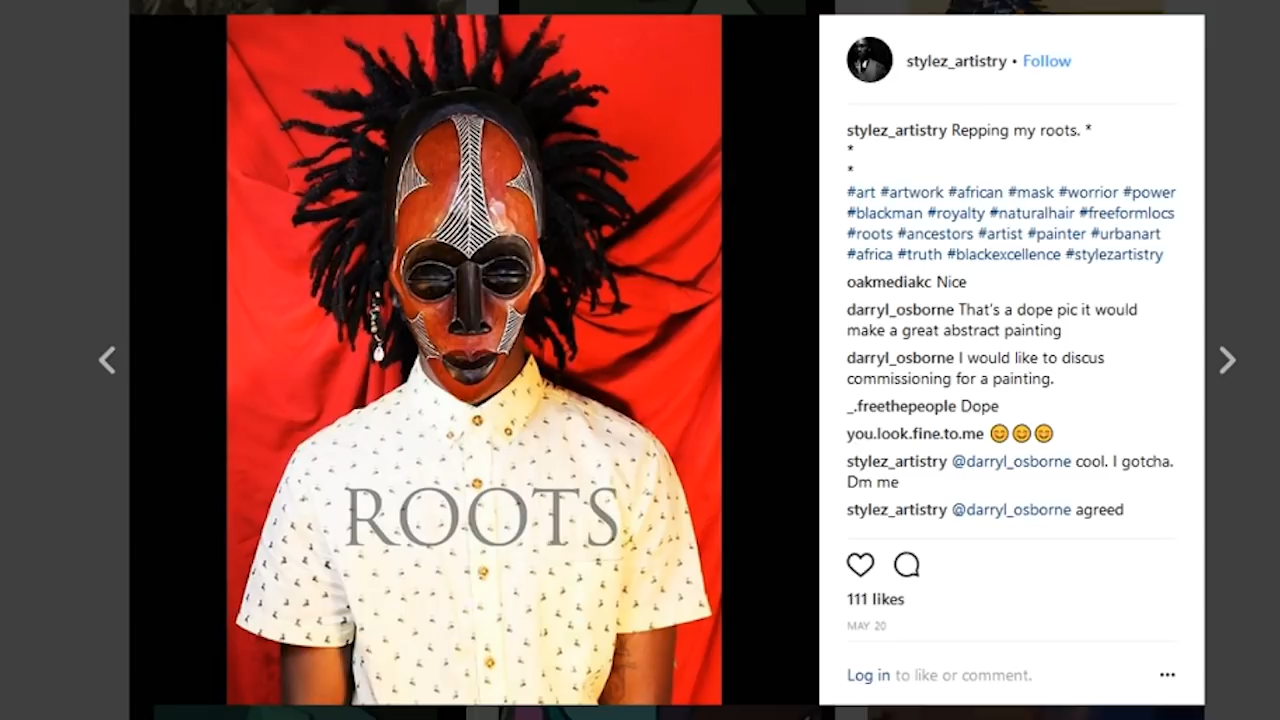 ROOTS
stylez_artistry • Follow
stylez_artistry Repping my roots. *
*
*
#art #artwork #african #mask #worrior #power
#blackman #royalty #naturalhair #freeformlocs
#roots #ancestors #artist #painter #urbanart
#africa #truth #blackexcellence #stylezartistry
oakmediakc Nice
darryl_osborne That's a dope pic it would
make a great abstract painting
darryl_osborne I would like to discus
commissioning for a painting.
_.freethepeople Dope
you.look.fine.to.me 😊😊😊
stylez_artistry @darryl_osborne cool. I gotcha.
Dm me
stylez_artistry @darryl_osborne agreed
111 likes
MAY 20
Log in to like or comment.